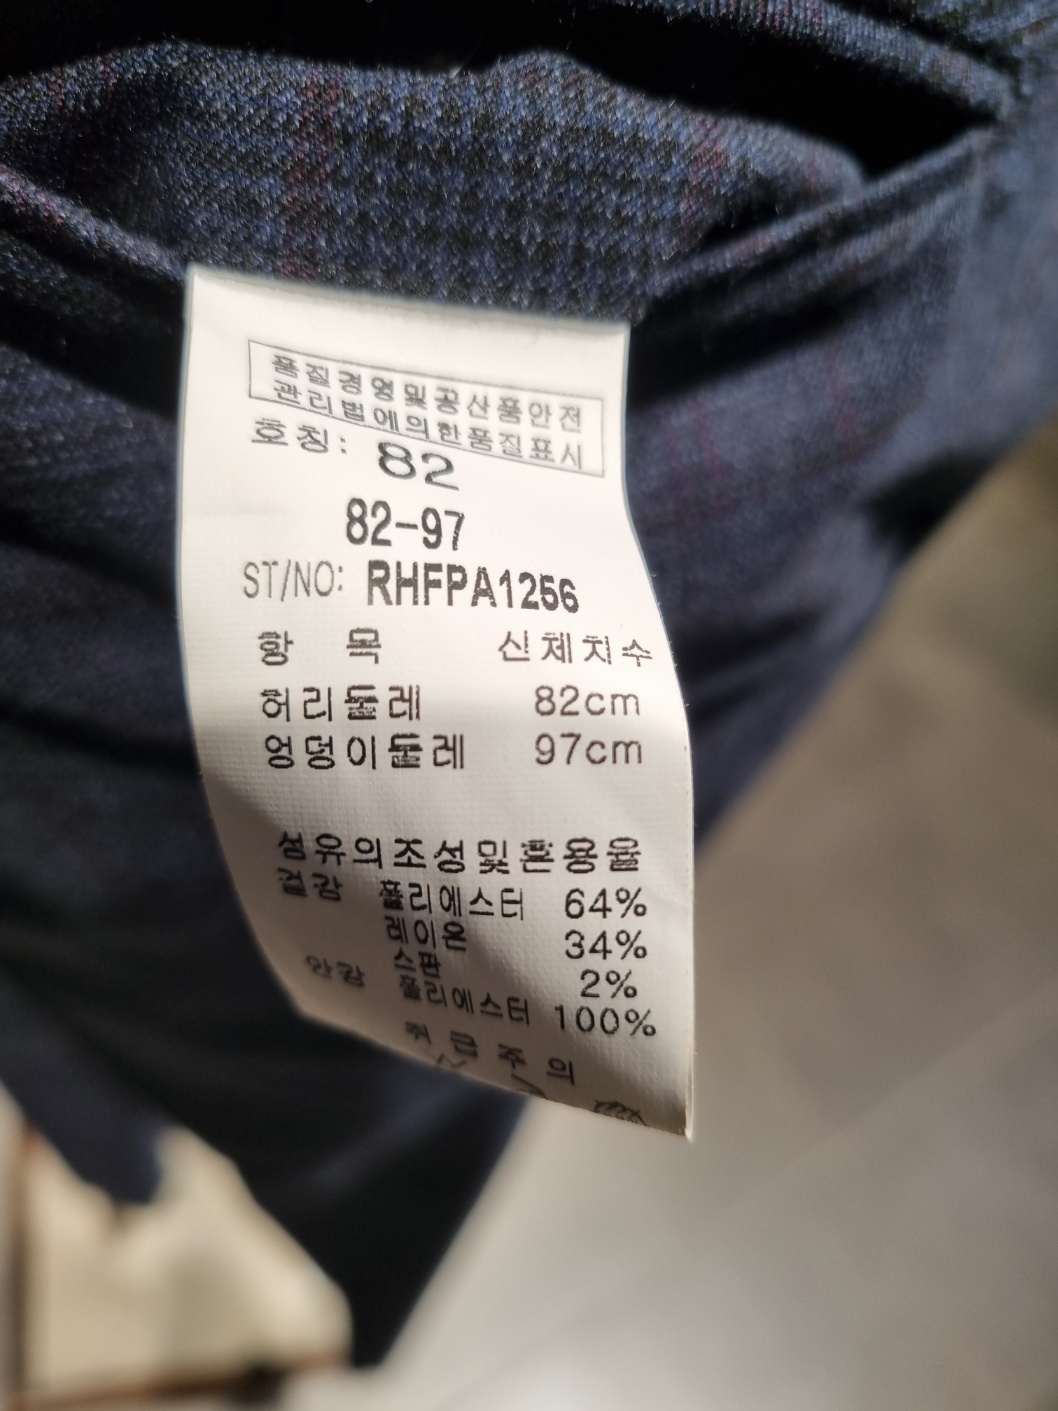 품질경영및공산품안전
관리법에의한품질표시
호칭: 82
82-97
ST/NO: RHFPA1256
항 목 신체치수
허리둘레 82cm
엉덩이둘레 97cm
섬유의조성및혼용율
겉감 폴리에스터 64%
레이온 34%
스판 2%
안감 폴리에스터 100%
취급주의